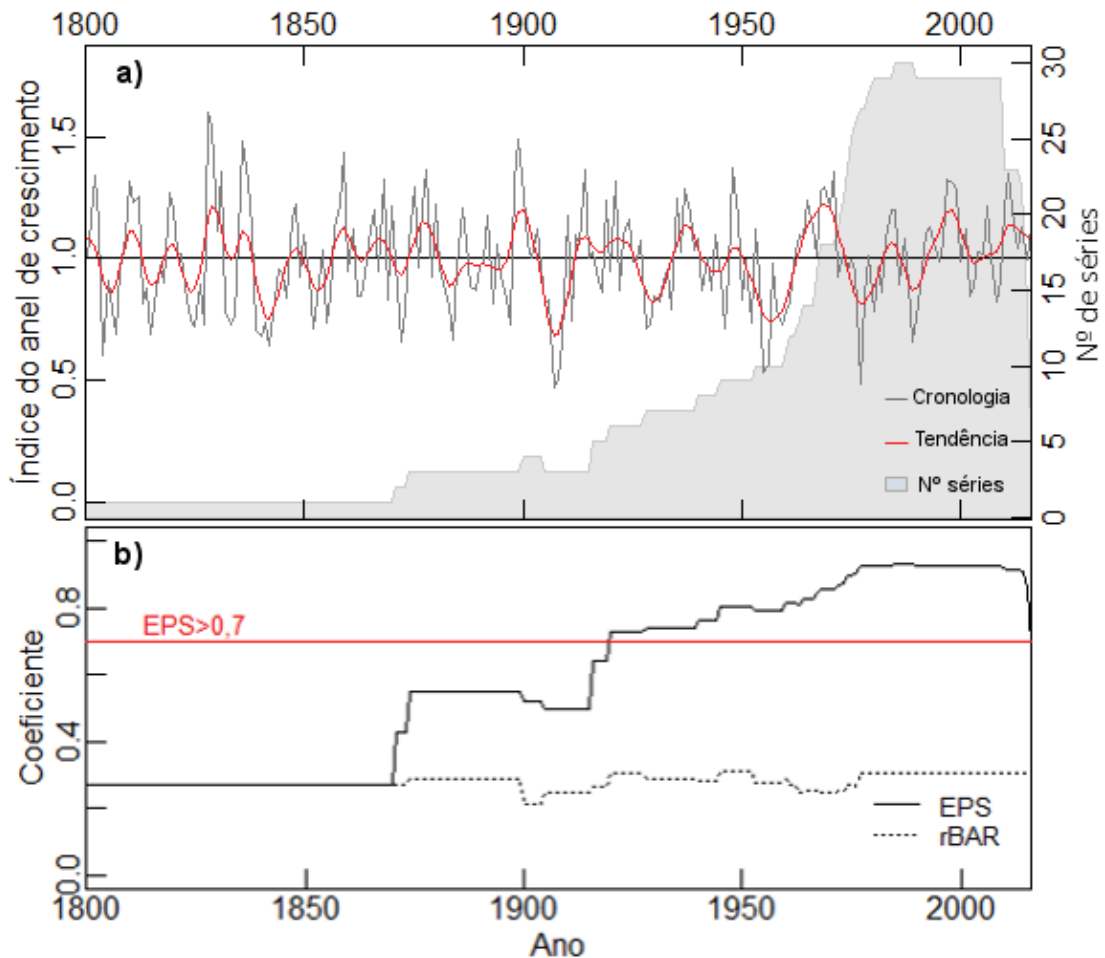 1800 1850 1900 1950 2000
a)
Índice do anel de crescimento
1.5
1.0
0.5
0.0
30
25
20
15
10
5
0
Nº de séries
Cronologia
Tendência
Nº séries
b)
Coeficiente
0.8
0.4
0.0
EPS>0,7
EPS
rBAR
1800 1850 1900 1950 2000
Ano